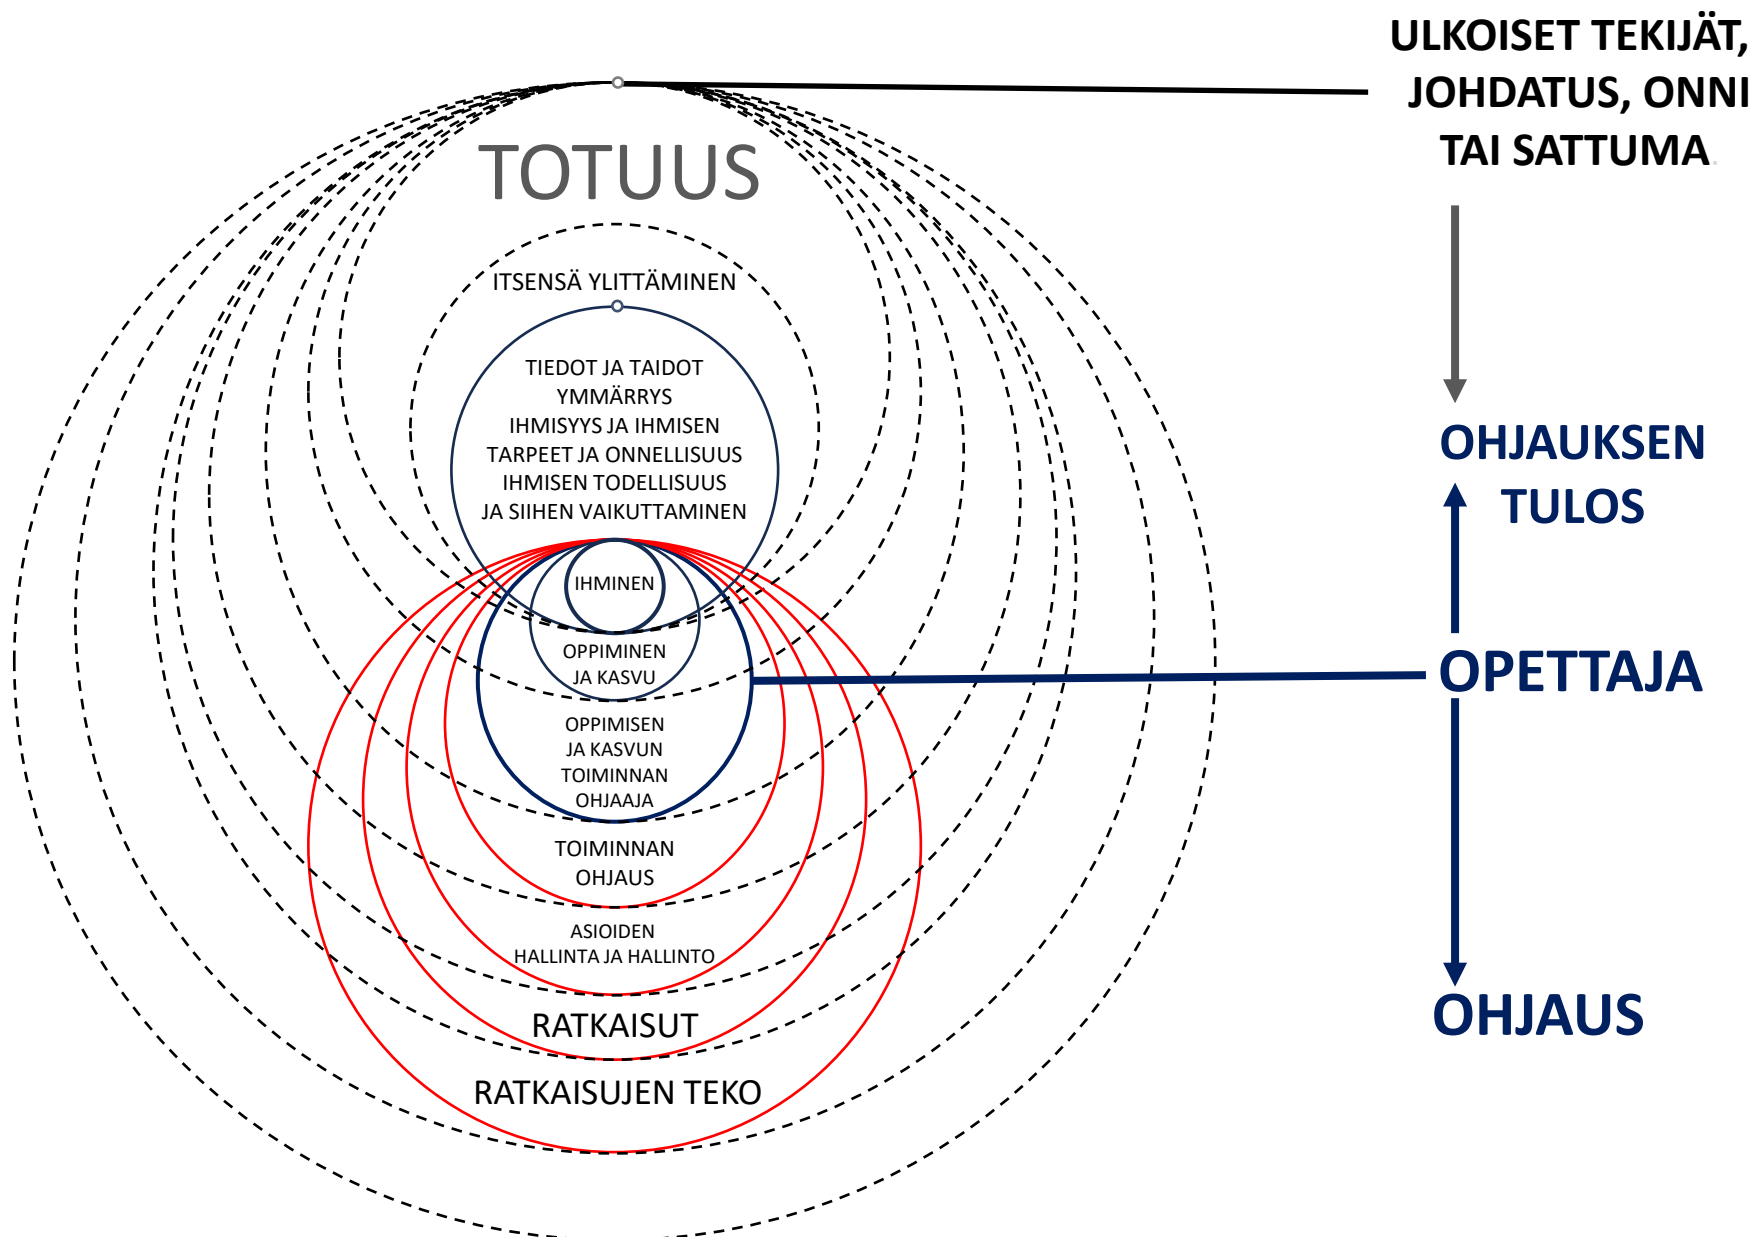 ULKOISET TEKIJÄT,
JOHDATUS, ONNI
TAI SATTUMA.
TOTUUS
ITSENSÄ YLITTÄMINEN
TIEDOT JA TAIDOT
YMMÄRRYS
IHMISYYS JA IHMISEN
TARPEET JA ONNELLISUUS
IHMISEN TODELLISUUS
JA SIIHEN VAIKUTTAMINEN
OHJAUKSEN
TULOS
IHMINEN
OPPIMINEN
JA KASVU
OPETTAJA
OPPIMISEN
JA KASVUN
TOIMINNAN
OHJAAJA
TOIMINNAN
OHJAUS
ASIOIDEN
HALLINTA JA HALLINTO
OHJAUS
RATKAISUT
RATKAISUJEN TEKO